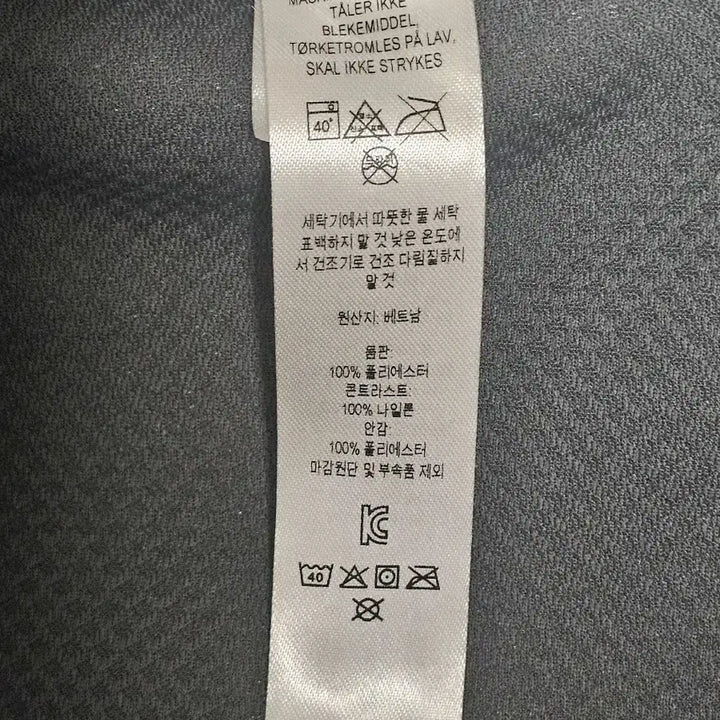 TÅLER IKKE
BLEKEMIDDEL,
TØRKETROMLES PÅ LAV,
SKAL IKKE STRYKES
40°
드라이
세탁기에서 따뜻한 물 세탁
표백하지 말 것 낮은 온도에
서 건조기로 건조 다림질하지
말 것
원산지: 베트남
몸판:
100% 폴리에스터
콘트라스트:
100% 나일론
안감:
100% 폴리에스터
마감원단 및 부속품 제외
40